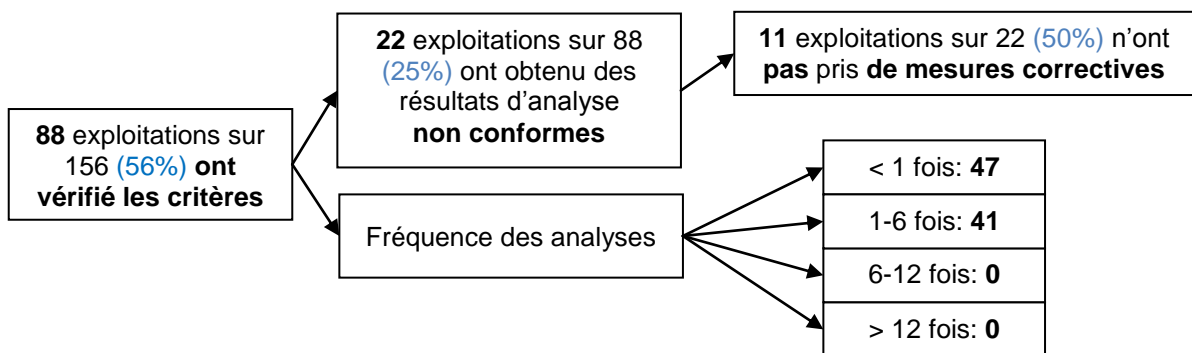 88 exploitations sur
156 (56%) ont
vérifié les critères
22 exploitations sur 88
(25%) ont obtenu des
résultats d’analyse
non conformes
11 exploitations sur 22 (50%) n’ont
pas pris de mesures correctives
Fréquence des analyses
< 1 fois: 47
1-6 fois: 41
6-12 fois: 0
> 12 fois: 0